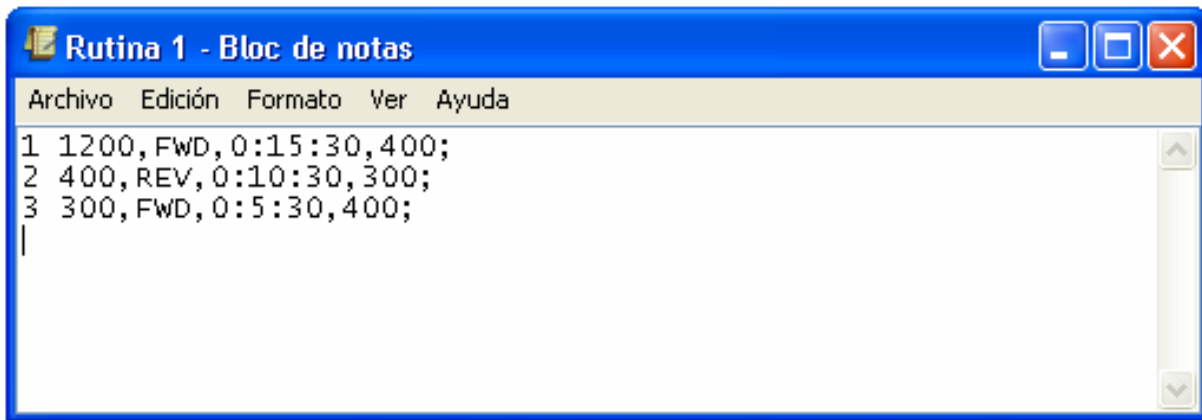 Rutina 1 - Bloc de notas
Archivo Edición Formato Ver Ayuda
1 1200,FWD,0:15:30,400;
2 400,REV,0:10:30,300;
3 300,FWD,0:5:30,400;